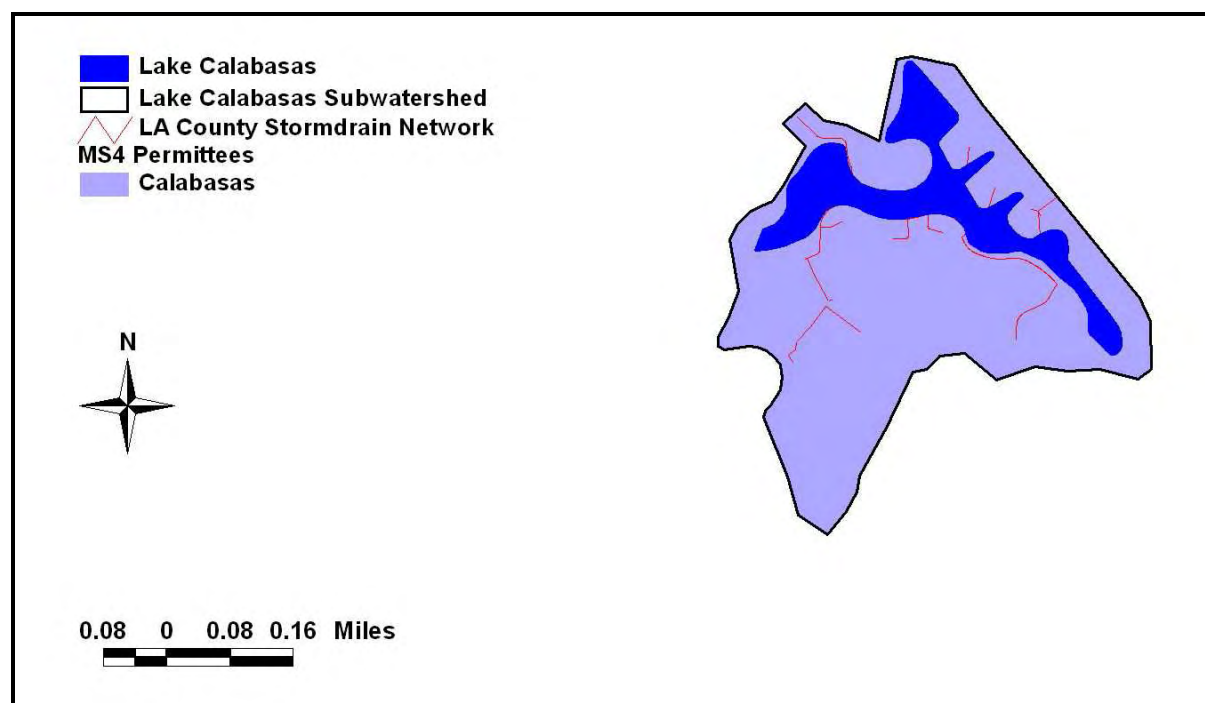 Lake Calabasas
Lake Calabasas Subwatershed
LA County Stormdrain Network
MS4 Permittees
Calabasas
N
0.08 0 0.08 0.16 Miles